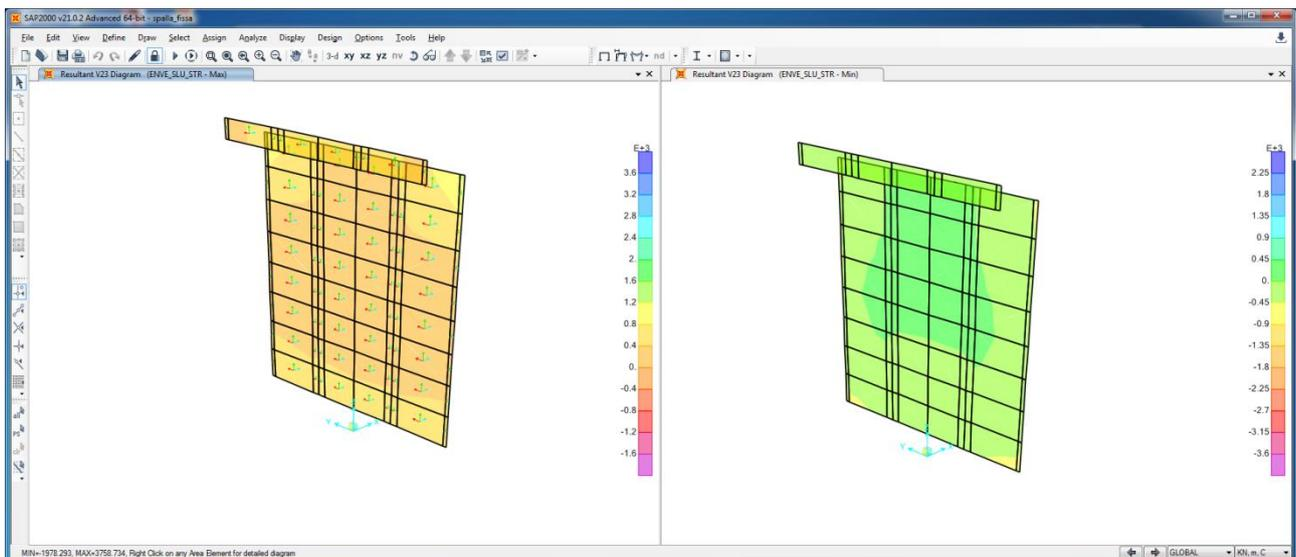 SAP2000 v21.0.2 Advanced 64-bit - spalla_fissa
File Edit View Define Draw Select Assign Analyze Display Design Options Tools Help
3-d xy xz yz nv nd
Resultant V23 Diagram (ENVE_SLU_STR - Max)
E+3
3.6
3.2
2.8
2.4
2.
1.6
1.2
0.8
0.4
0.
-0.4
-0.8
-1.2
-1.6
Resultant V23 Diagram (ENVE_SLU_STR - Min)
E+3
2.25
1.8
1.35
0.9
0.45
0.
-0.45
-0.9
-1.35
-1.8
-2.25
-2.7
-3.15
-3.6
all
PS
clr
MIN=-1978.293, MAX=3758.734, Right Click on any Area Element for detailed diagram
GLOBAL
KN, m, C